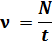 ν = N/t